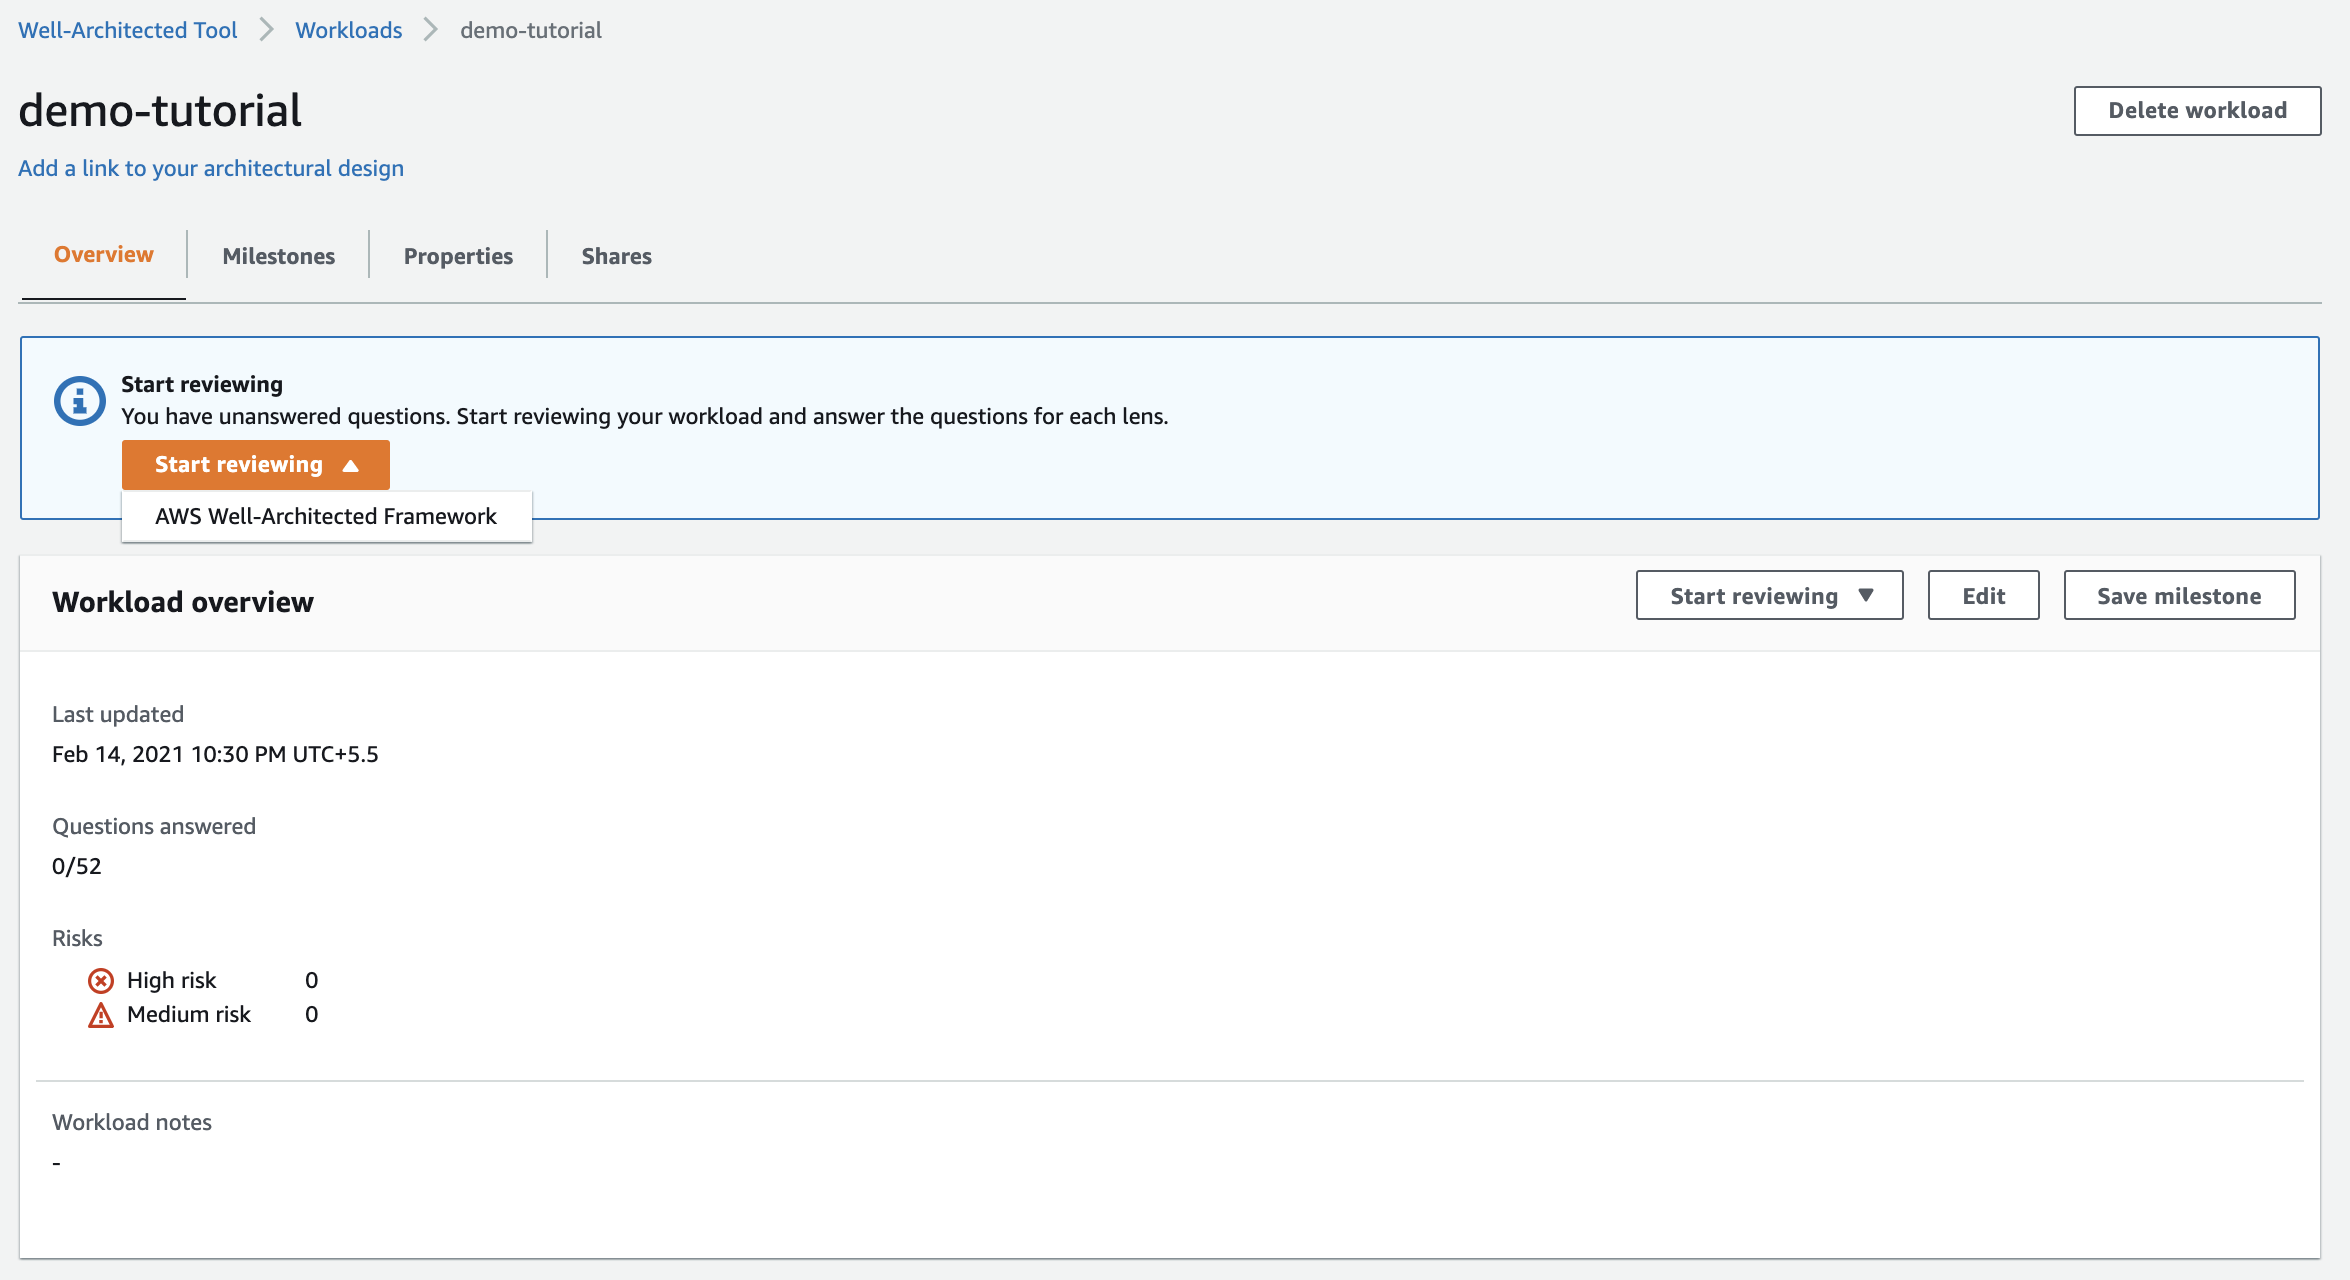 Well-Architected Tool Workloads demo-tutorial
demo-tutorial
Delete workload
Add a link to your architectural design
Overview Milestones Properties Shares
Start reviewing
You have unanswered questions. Start reviewing your workload and answer the questions for each lens.
Start reviewing
AWS Well-Architected Framework
Workload overview
Start reviewing Edit Save milestone
Last updated
Feb 14, 2021 10:30 PM UTC+5.5
Questions answered
0/52
Risks
High risk 0
Medium risk 0
Workload notes
-